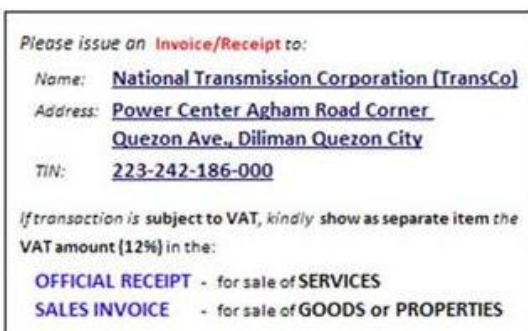 Please issue an Invoice/Receipt to:
Name: National Transmission Corporation (TransCo)
Address: Power Center Agham Road Corner
Quezon Ave., Diliman Quezon City
TIN: 223-242-186-000
If transaction is subject to VAT, kindly show as separate item the
VAT amount (12%) in the:
OFFICIAL RECEIPT - for sale of SERVICES
SALES INVOICE - for sale of GOODS or PROPERTIES